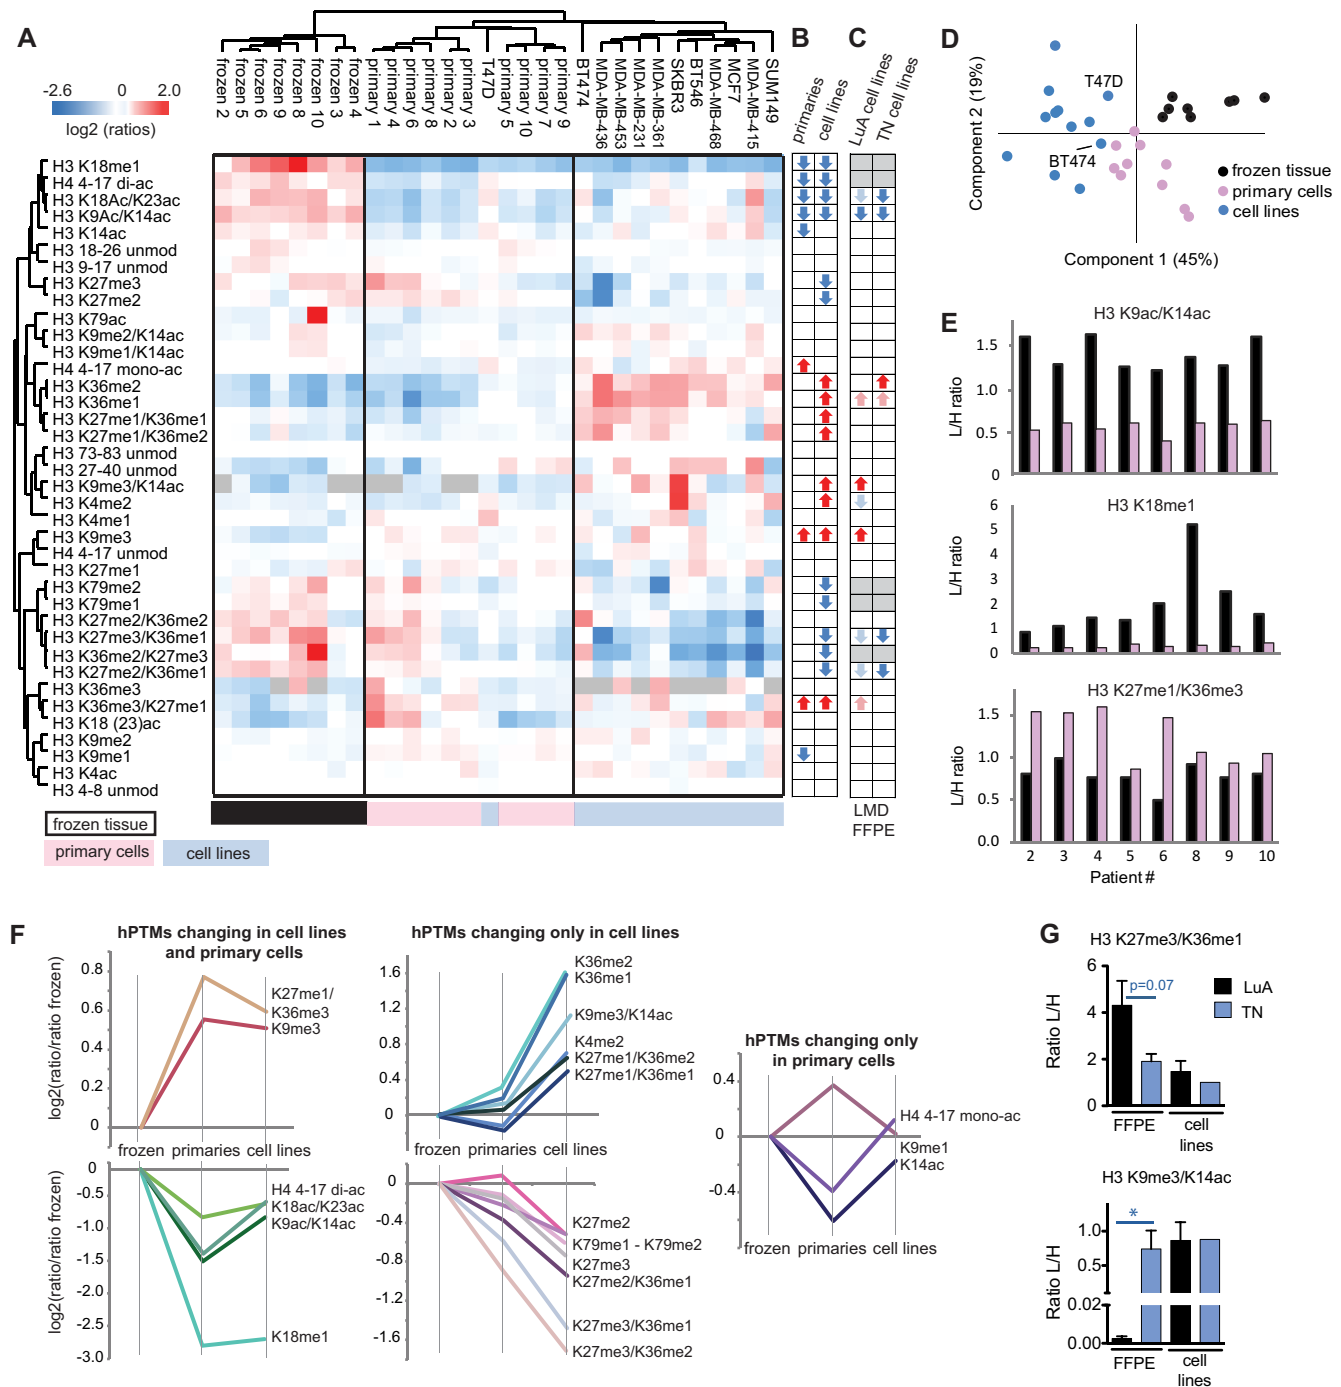 A
-2.6 0 2.0
log2 (ratios)
frozen 2
frozen 5
frozen 6
frozen 9
frozen 8
frozen 10
frozen 3
frozen 4
primary 1
primary 4
primary 6
primary 8
primary 2
primary 3
T47D
primary 5
primary 10
primary 7
primary 9
BT474
MDA-MB-436
MDA-MB-453
MDA-MB-231
MDA-MB-361
SKBR3
BT546
MDA-MB-468
MCF7
MDA-MB-415
SUM149
H3 K18me1
H4 4-17 di-ac
H3 K18Ac/K23ac
H3 K9Ac/K14ac
H3 K14ac
H3 18-26 unmod
H3 9-17 unmod
H3 K27me3
H3 K27me2
H3 K79ac
H3 K9me2/K14ac
H3 K9me1/K14ac
H4 4-17 mono-ac
H3 K36me2
H3 K36me1
H3 K27me1/K36me1
H3 K27me1/K36me2
H3 73-83 unmod
H3 27-40 unmod
H3 K9me3/K14ac
H3 K4me2
H3 K4me1
H3 K9me3
H4 4-17 unmod
H3 K27me1
H3 K79me2
H3 K79me1
H3 K27me2/K36me2
H3 K27me3/K36me1
H3 K36me2/K27me3
H3 K27me2/K36me1
H3 K36me3
H3 K36me3/K27me1
H3 K18 (23)ac
H3 K9me2
H3 K9me1
H3 K4ac
H3 4-8 unmod
frozen tissue
primary cells
cell lines
B
primaries
cell lines
C
LuA cell lines
TN cell lines
LMD
FFPE
D
Component 2 (19%)
T47D
BT474
frozen tissue
primary cells
cell lines
Component 1 (45%)
E
H3 K9ac/K14ac
L/H ratio
1.5
1.0
0.5
0
H3 K18me1
L/H ratio
6
5
4
3
2
1
0
H3 K27me1/K36me3
L/H ratio
1.5
1.0
0.5
0.0
2 3 4 5 6 8 9 10
Patient #
F
hPTMs changing in cell lines
and primary cells
log2(ratio/ratio frozen)
0.8
0.6
0.4
0.2
0
K27me1/
K36me3
K9me3
frozen primaries cell lines
log2(ratio/ratio frozen)
0
-0.5
-1.0
-1.5
-2.0
-2.5
-3.0
H4 4-17 di-ac
K18ac/K23ac
K9ac/K14ac
K18me1
hPTMs changing only in cell lines
1.6
1.2
0.8
0.4
0
K36me2
K36me1
K9me3/K14ac
K4me2
K27me1/K36me2
K27me1/K36me1
frozen primaries cell lines
0
-0.4
-0.8
-1.2
-1.6
K27me2
K79me1 - K79me2
K27me3
K27me2/K36me1
K27me3/K36me1
K27me3/K36me2
hPTMs changing only
in primary cells
0.4
0
-0.4
H4 4-17 mono-ac
K9me1
K14ac
frozen primaries cell lines
G
H3 K27me3/K36me1
Ratio L/H
6
4
2
0
p=0.07
LuA
TN
FFPE
cell
lines
H3 K9me3/K14ac
Ratio L/H
1.0
0.5
0.02
0.00
*
FFPE
cell
lines